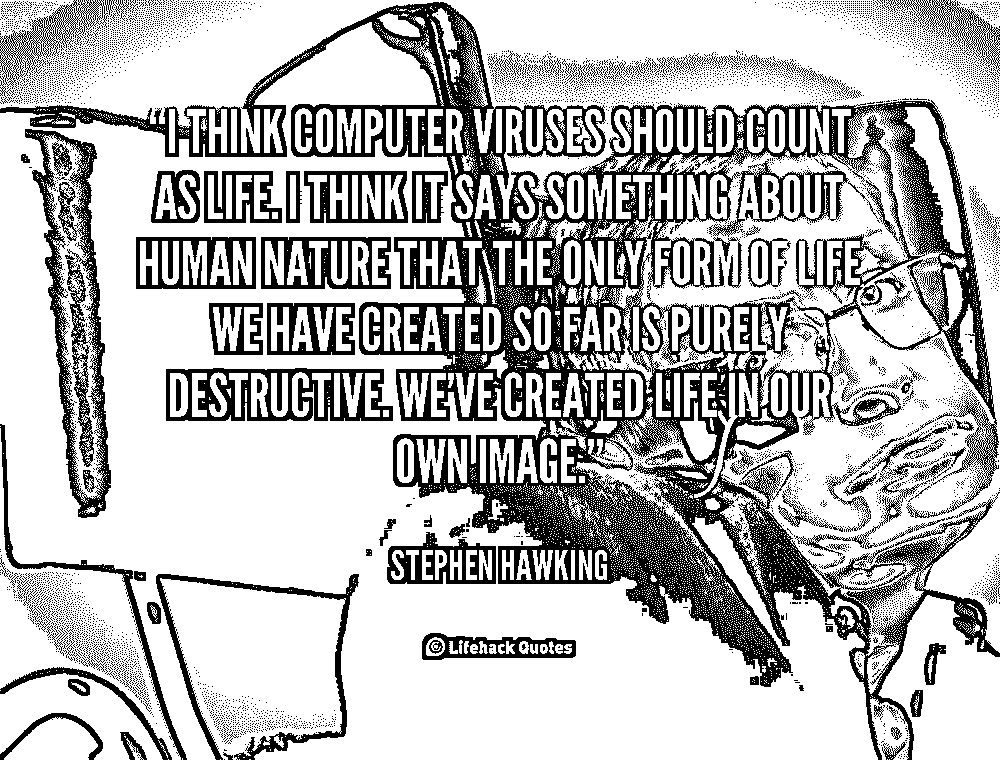 “I THINK COMPUTER VIRUSES SHOULD COUNT
AS LIFE. I THINK IT SAYS SOMETHING ABOUT
HUMAN NATURE THAT THE ONLY FORM OF LIFE
WE HAVE CREATED SO FAR IS PURELY
DESTRUCTIVE. WE'VE CREATED LIFE IN OUR
OWN IMAGE.”
STEPHEN HAWKING
@ Lifehack Quotes